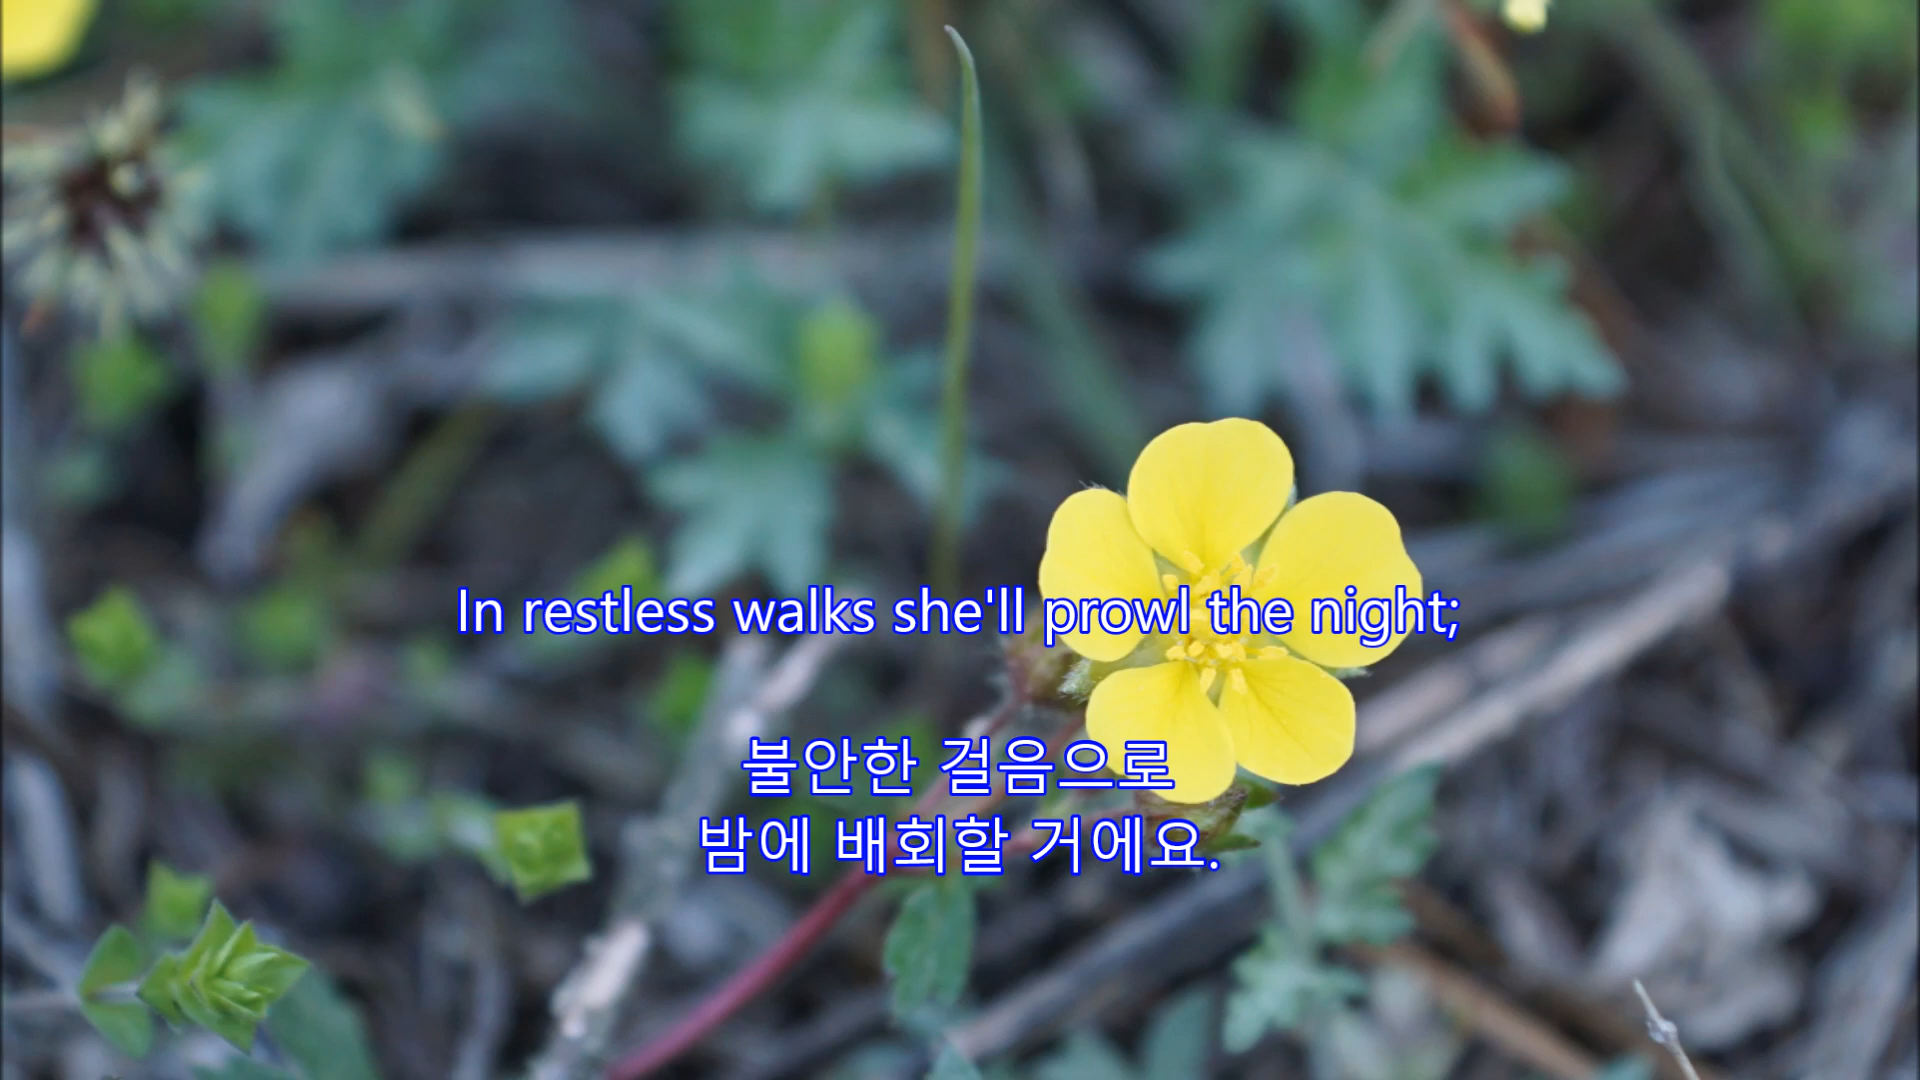 In restless walks she'll prowl the night;
불안한 걸음으로
밤에 배회할 거에요.